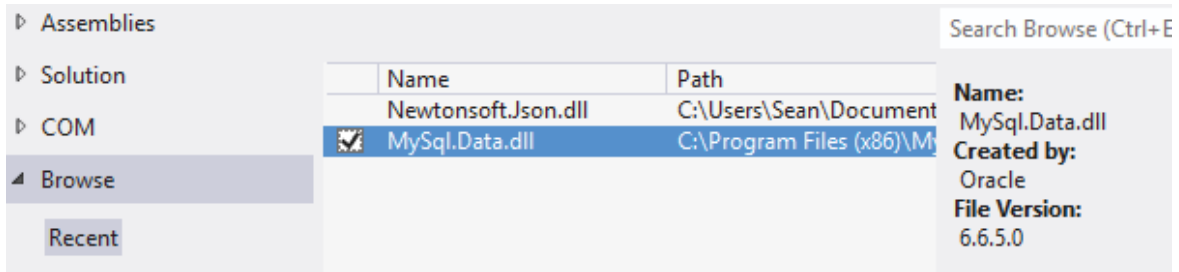 Assemblies
Solution
COM
Browse
Recent
Name Path
Newtonsoft.Json.dll C:\Users\Sean\Document
MySql.Data.dll C:\Program Files (x86)\My
Search Browse (Ctrl+E
Name:
MySql.Data.dll
Created by:
Oracle
File Version:
6.6.5.0